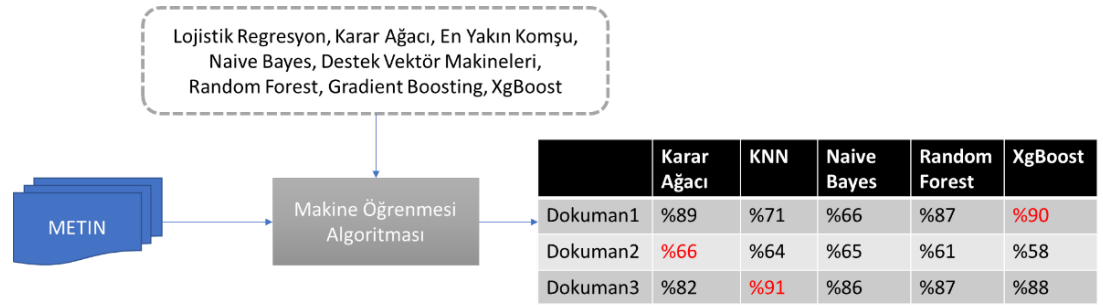 Lojistik Regresyon, Karar Ağacı, En Yakın Komşu,
Naive Bayes, Destek Vektör Makineleri,
Random Forest, Gradient Boosting, XgBoost
METIN
Makine Öğrenmesi
Algoritması
Karar Ağacı KNN Naive Bayes Random Forest XgBoost
Dokuman1 %89 %71 %66 %87 %90
Dokuman2 %66 %64 %65 %61 %58
Dokuman3 %82 %91 %86 %87 %88